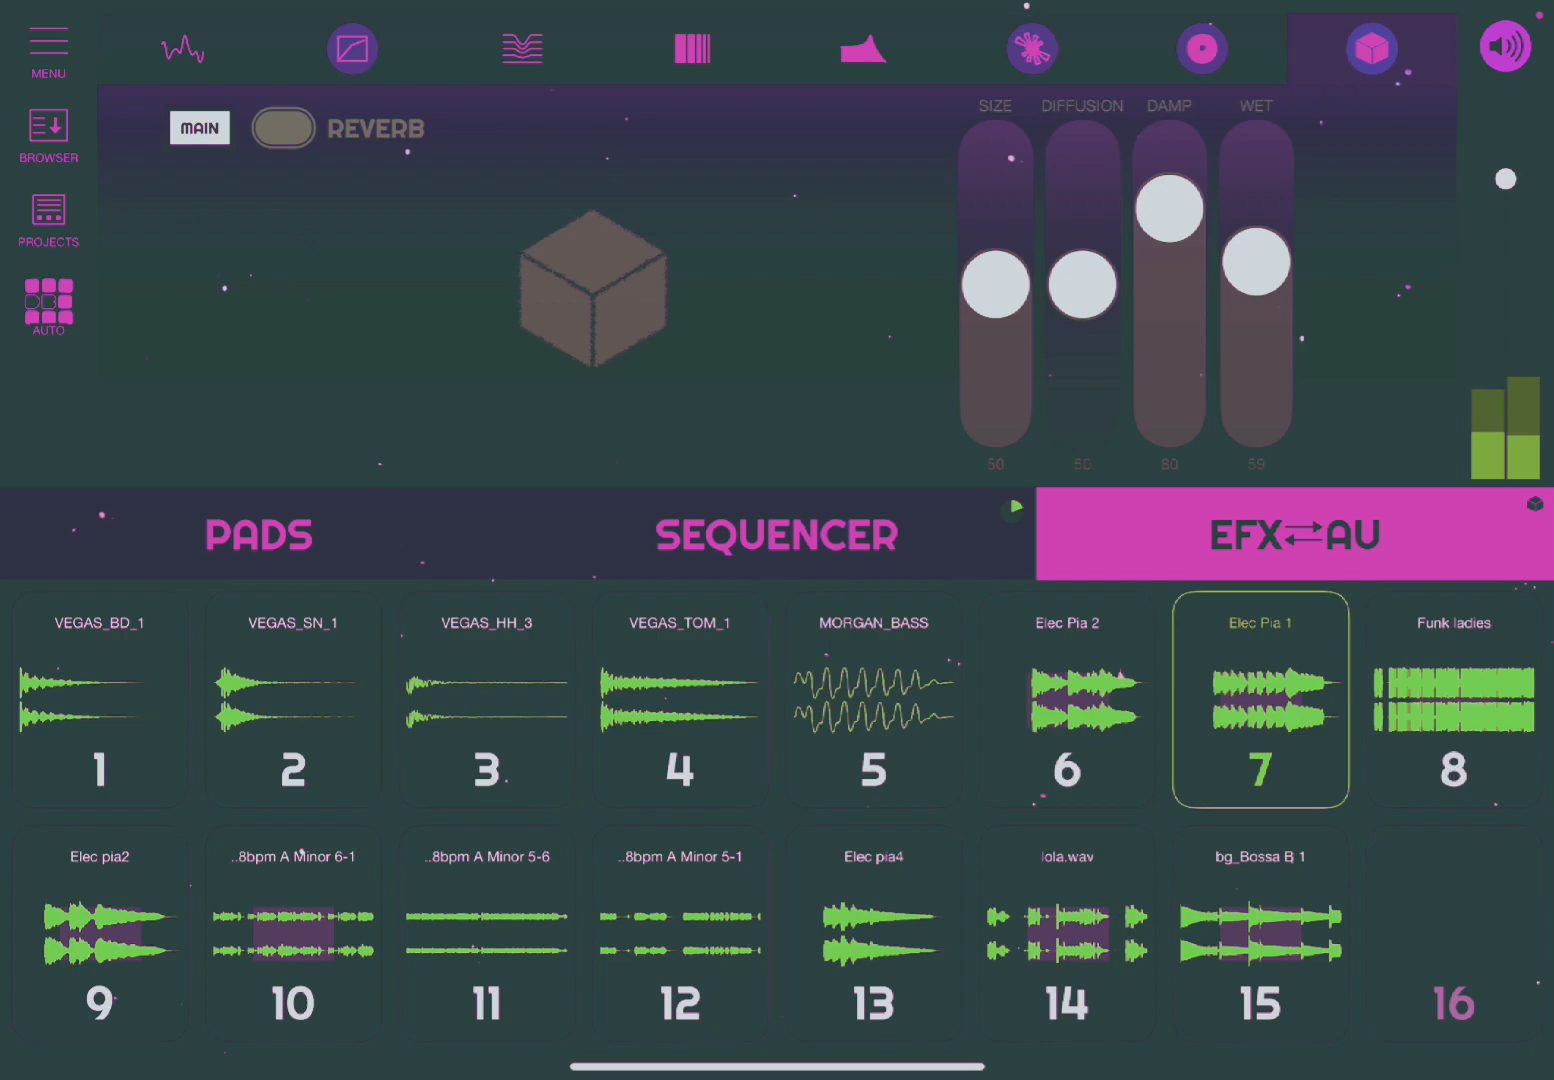 MENU
BROWSER
PROJECTS
AUTO
MAIN
REVERB
SIZE DIFFUSION DAMP WET
50 50 80 59
PADS SEQUENCER EFX⇄AU
VEGAS_BD_1 VEGAS_SN_1 VEGAS_HH_3 VEGAS_TOM_1 MORGAN_BASS Elec Pia 2 Elec Pia 1 Funk ladies
1 2 3 4 5 6 7 8
Elec pia2 ..8bpm A Minor 6-1 ..8bpm A Minor 5-6 ..8bpm A Minor 5-1 Elec pia4 lola.wav bg_Bossa B 1
9 10 11 12 13 14 15 16